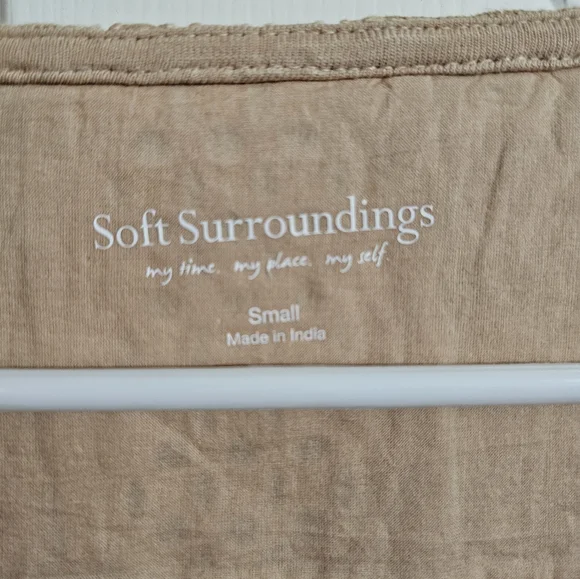 Soft Surroundings
my time. my place. my self.
Small
Made in India